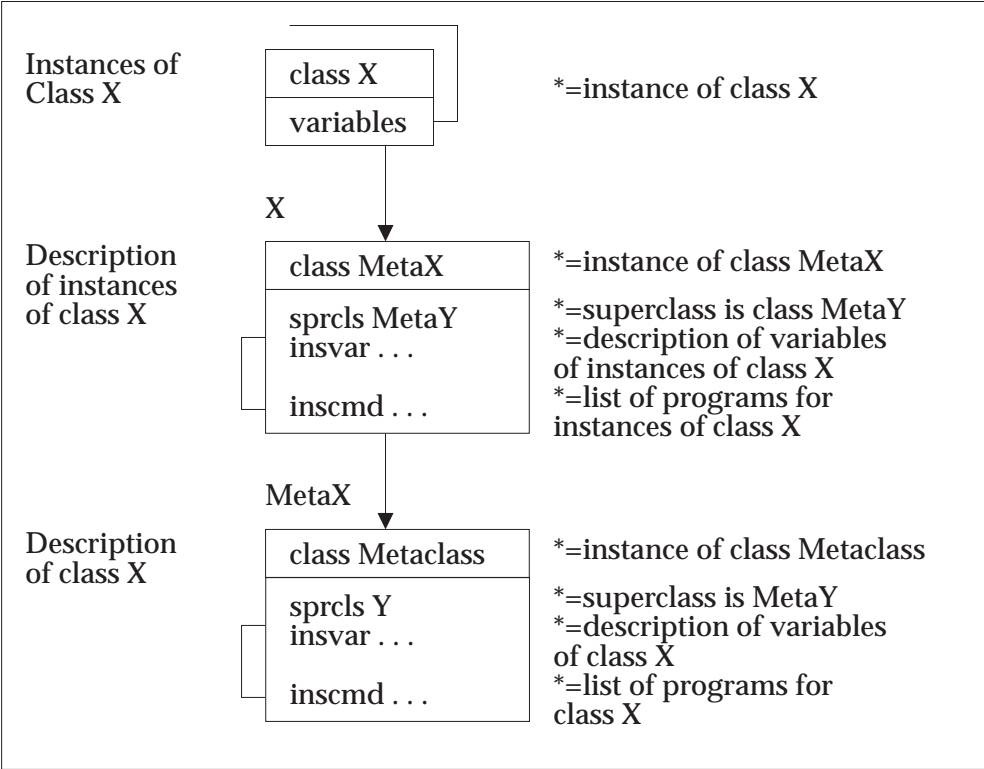 Instances of
Class X
class X
variables
*=instance of class X
X
Description
of instances
of class X
class MetaX
sprcls MetaY
insvar . . .
inscmd . . .
*=instance of class MetaX
*=superclass is class MetaY
*=description of variables
of instances of class X
*=list of programs for
instances of class X
MetaX
Description
of class X
class Metaclass
sprcls Y
insvar . . .
inscmd . . .
*=instance of class Metaclass
*=superclass is MetaY
*=description of variables
of class X
*=list of programs for
class X